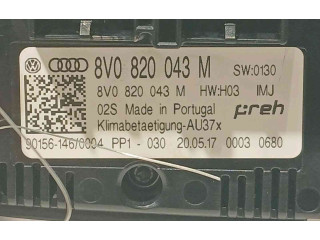 8V0 820 043 M SW:0130
8V0 820 043 M HW:H03 IMJ
02S Made in Portugal preh
Klimabetaetigung-AU37x
90156-146/0004 PP1 - 030 20.05.17 0003 0680